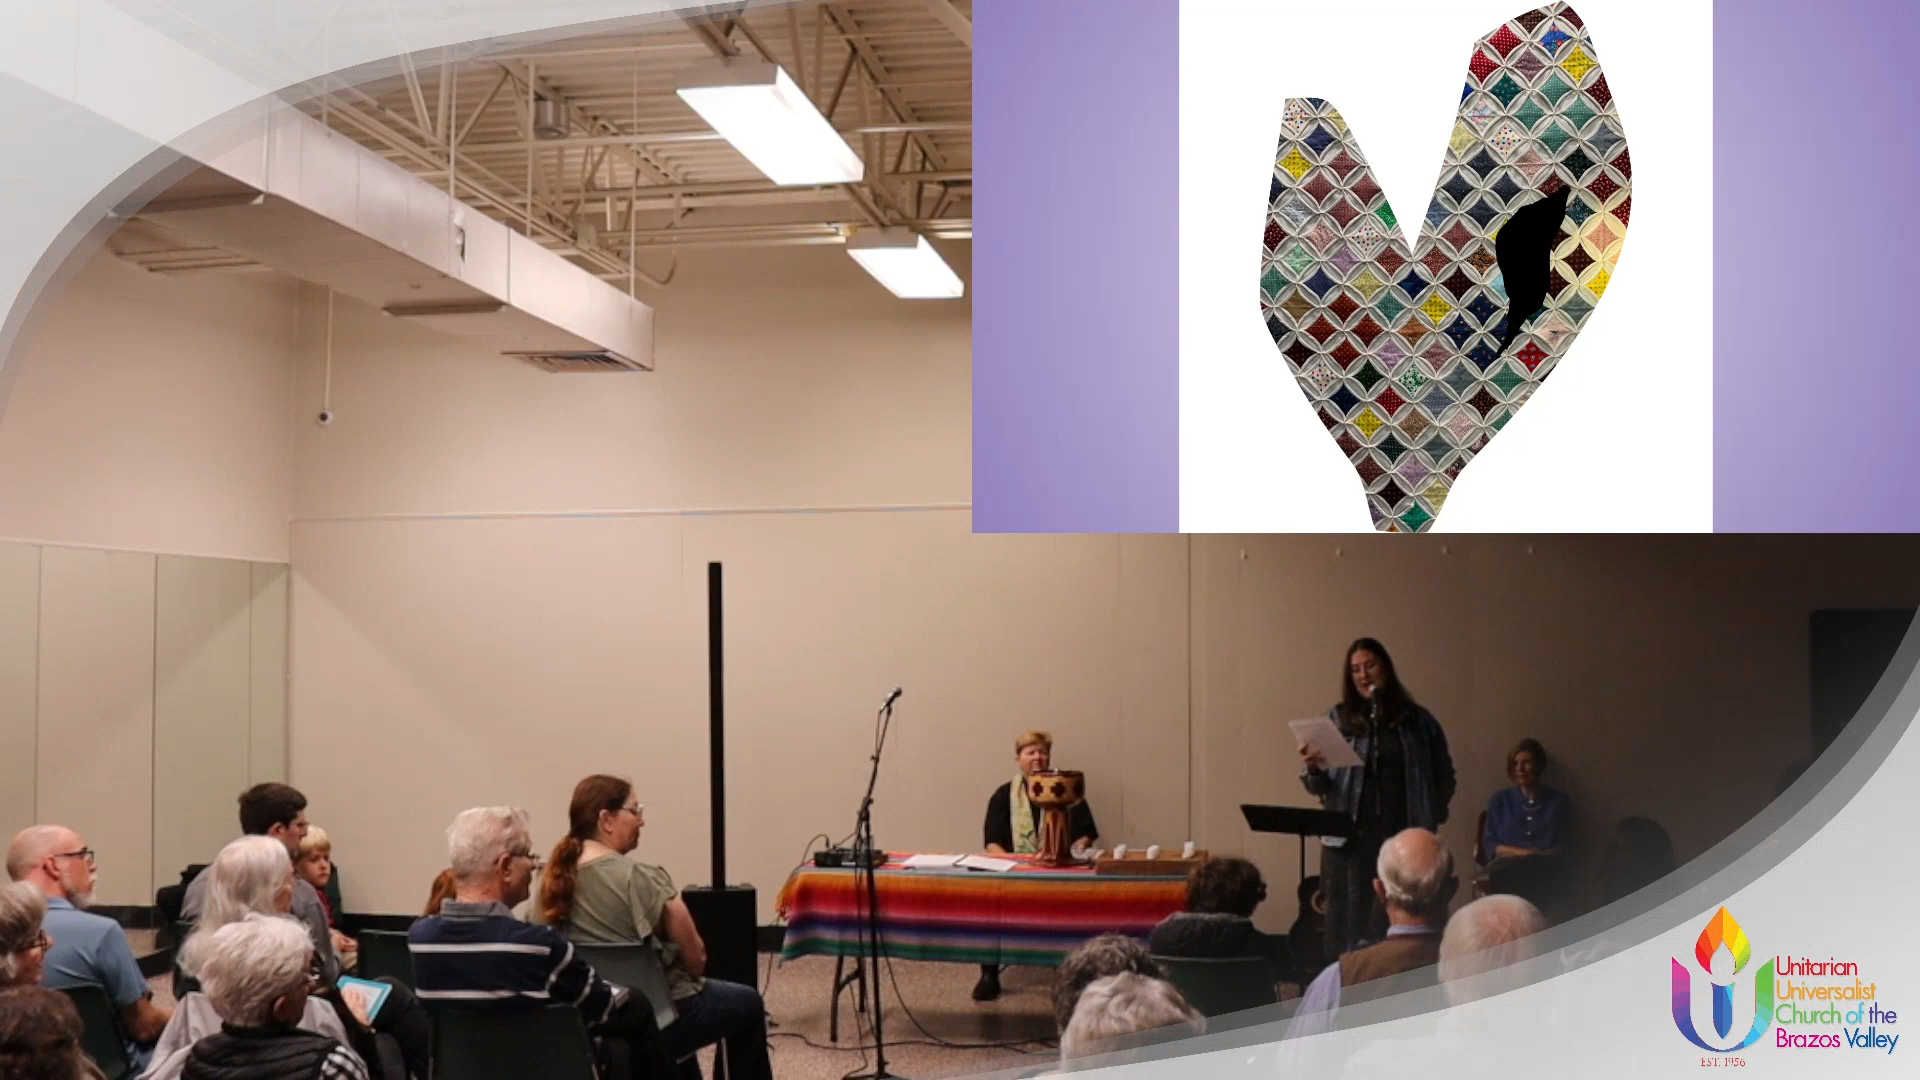 Unitarian
Universalist
Church of the
Brazos Valley
EST. 1956